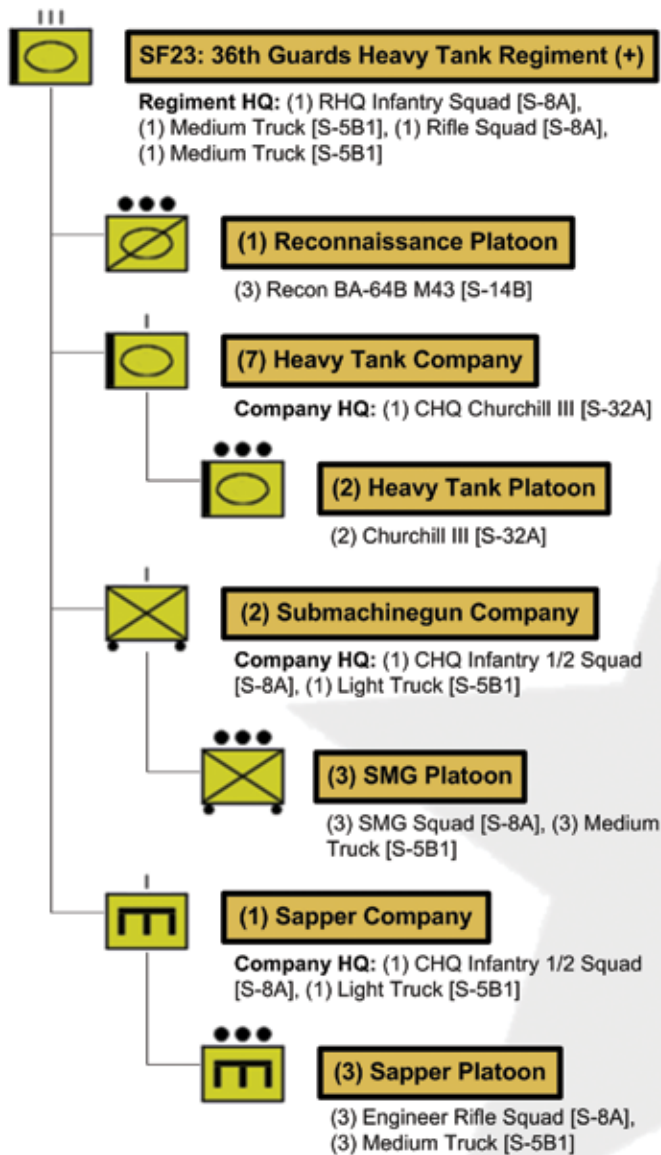 SF23: 36th Guards Heavy Tank Regiment (+)
Regiment HQ: (1) RHQ Infantry Squad [S-8A],
(1) Medium Truck [S-5B1], (1) Rifle Squad [S-8A],
(1) Medium Truck [S-5B1]
(1) Reconnaissance Platoon
(3) Recon BA-64B M43 [S-14B]
(7) Heavy Tank Company
Company HQ: (1) CHQ Churchill III [S-32A]
(2) Heavy Tank Platoon
(2) Churchill III [S-32A]
(2) Submachinegun Company
Company HQ: (1) CHQ Infantry 1/2 Squad
[S-8A], (1) Light Truck [S-5B1]
(3) SMG Platoon
(3) SMG Squad [S-8A], (3) Medium
Truck [S-5B1]
(1) Sapper Company
Company HQ: (1) CHQ Infantry 1/2 Squad
[S-8A], (1) Light Truck [S-5B1]
(3) Sapper Platoon
(3) Engineer Rifle Squad [S-8A],
(3) Medium Truck [S-5B1]